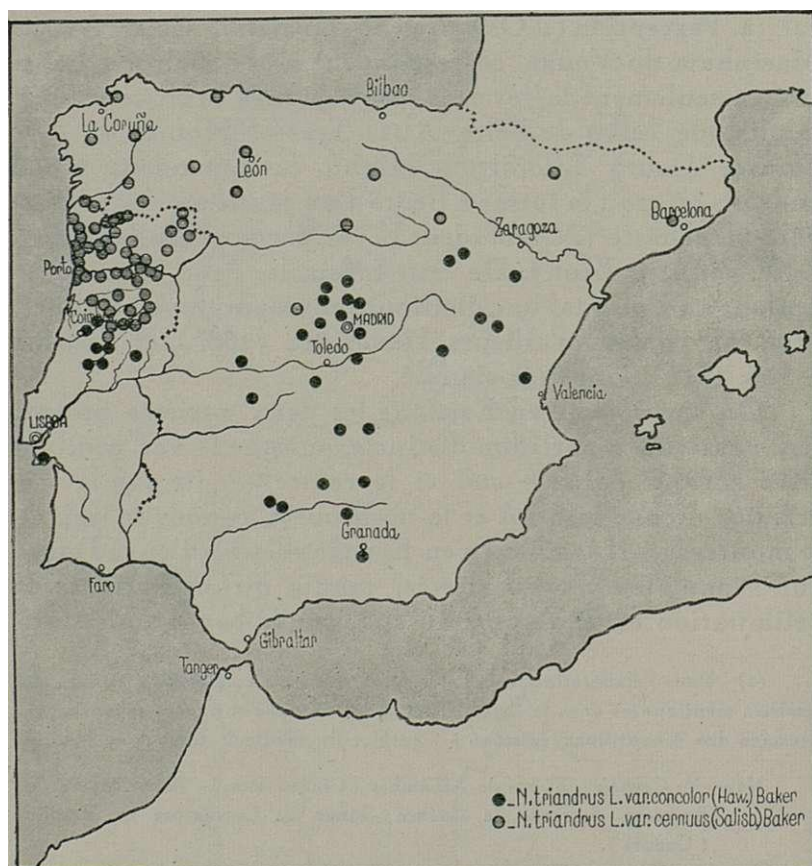 Bilbao
La Coruña
León
Zaragoza
Barcelona
Porto
Coimb
MADRID
Toledo
Valencia
LISBOA
Granada
Faro
Gibraltar
Tanger
_N. triandrus L. var. concolor (Haw.) Baker
_N. triandrus L. var. cernuus (Salisb.) Baker